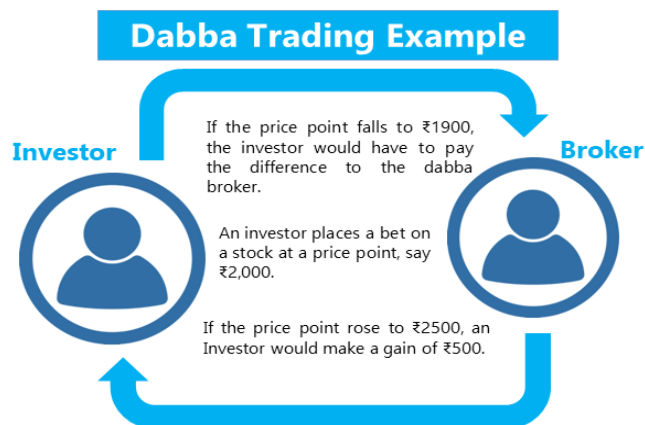 Dabba Trading Example
Investor
Broker
If the price point falls to ₹1900,
the investor would have to pay
the difference to the dabba
broker.
An investor places a bet on
a stock at a price point, say
₹2,000.
If the price point rose to ₹2500, an
Investor would make a gain of ₹500.